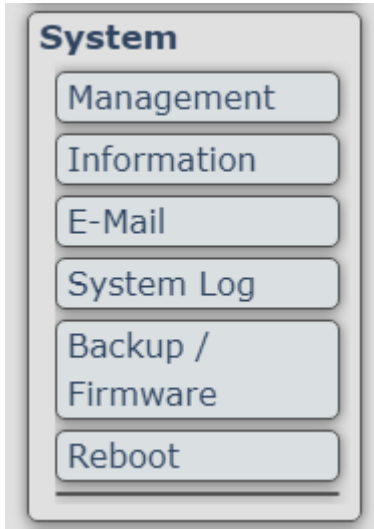 System
Management
Information
E-Mail
System Log
Backup /
Firmware
Reboot